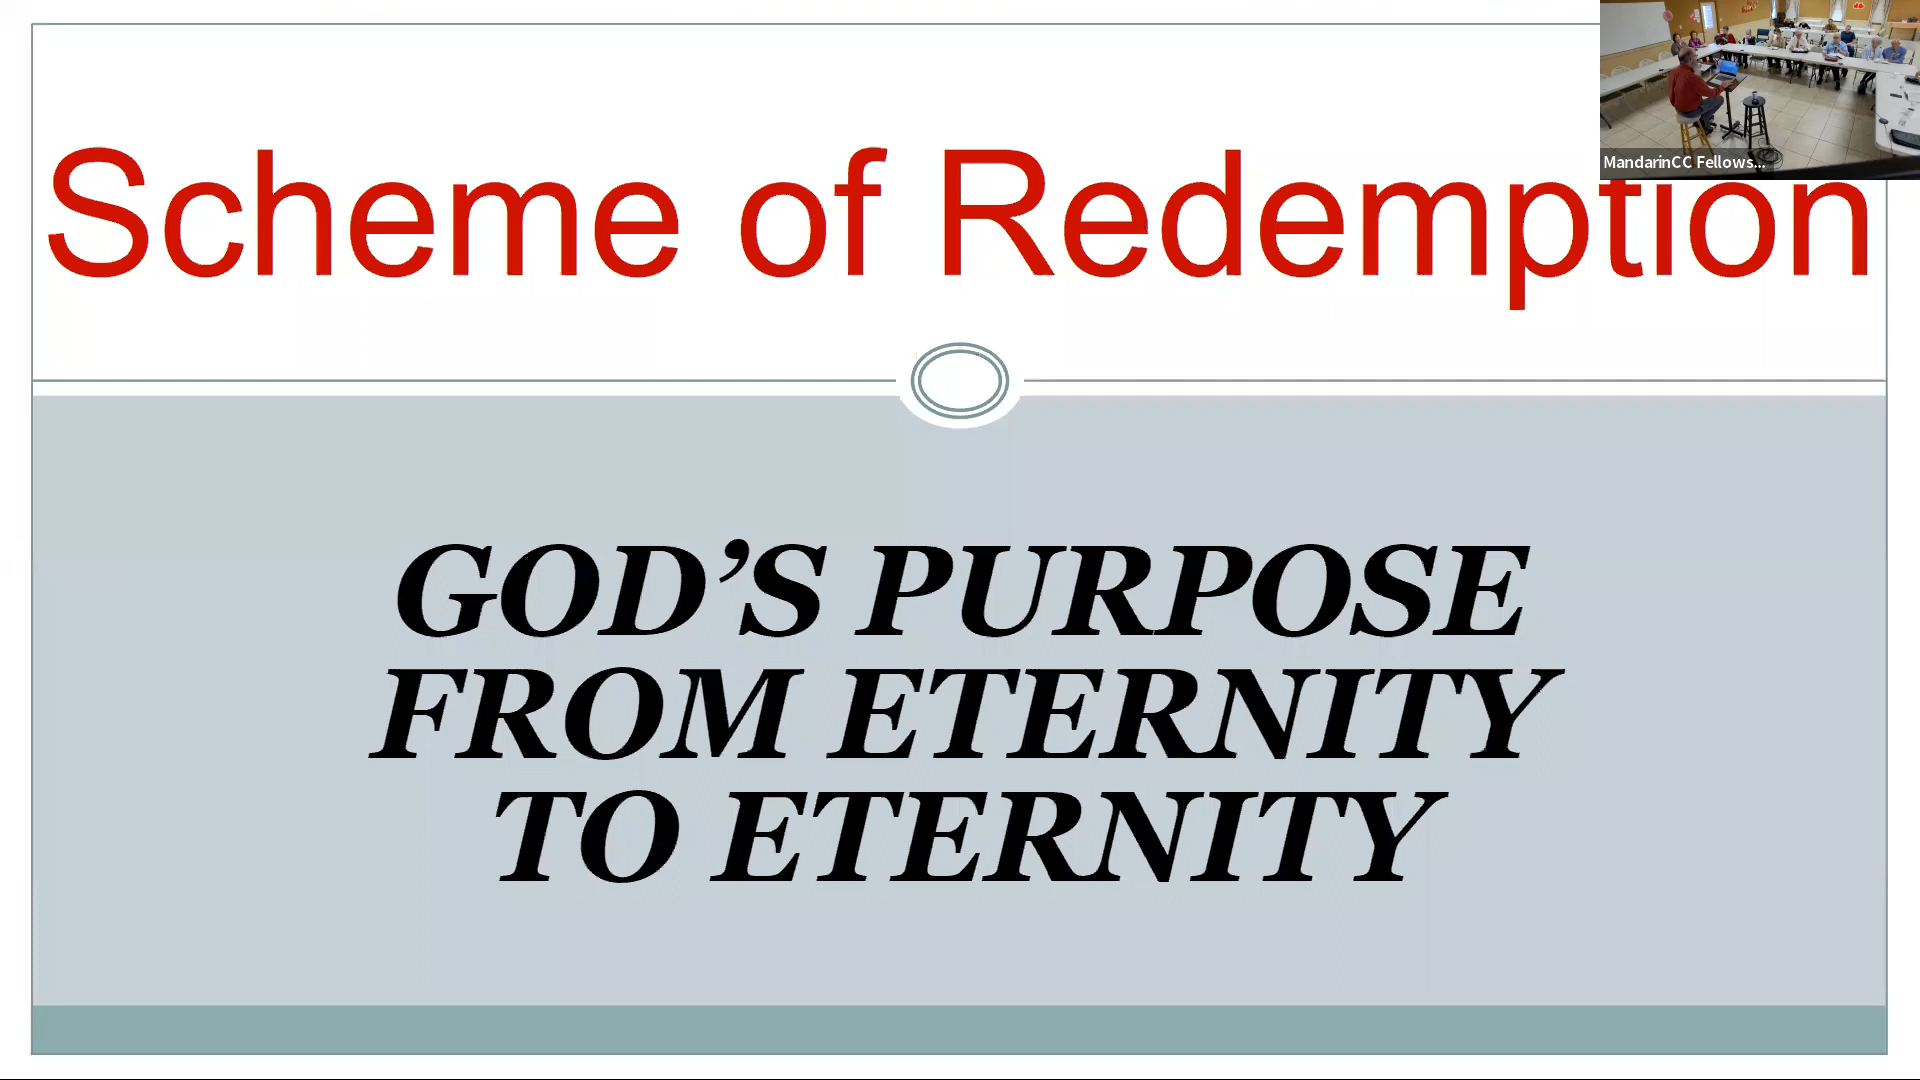 Scheme of Redemption
MandarinCC Fellows...
GOD’S PURPOSE
FROM ETERNITY
TO ETERNITY